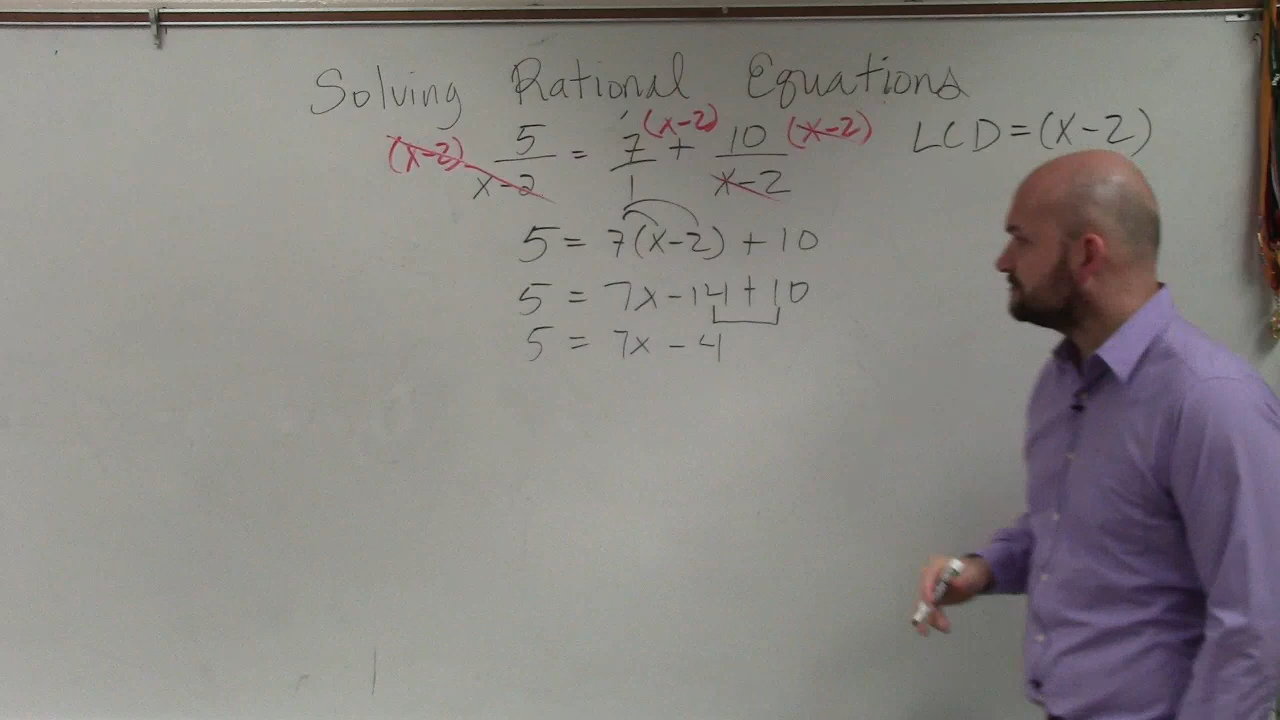 Solving Rational Equations
(x-2) 5/x-2 = 7/1 (x-2) + 10/x-2 (x-2) LCD=(x-2)
5 = 7(x-2) + 10
5 = 7x-14+10
5 = 7x-4